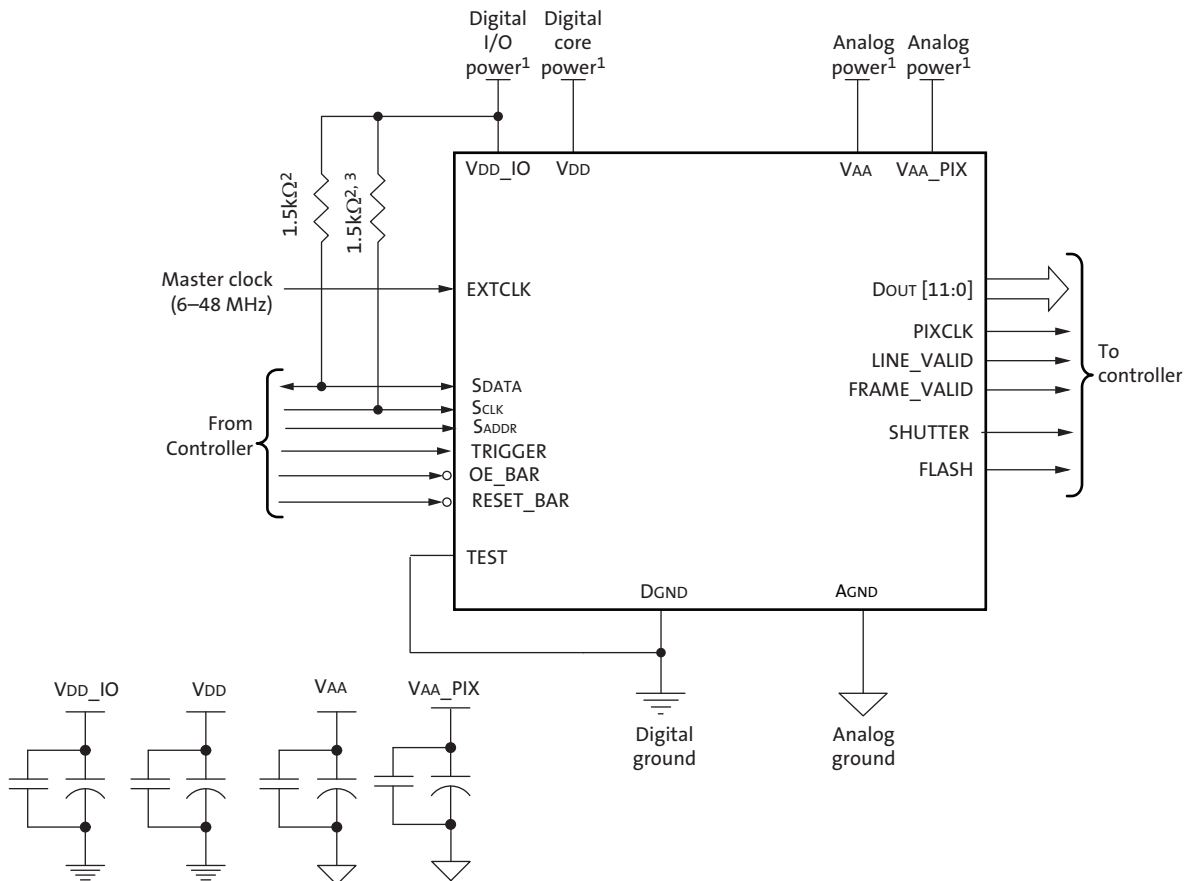 Digital
I/O
power1
Digital
core
power1
Analog
power1
Analog
power1
VDD_IO
VDD
VAA
VAA_PIX
1.5kΩ2
1.5kΩ2, 3
Master clock
(6–48 MHz)
EXTCLK
DOUT [11:0]
PIXCLK
LINE_VALID
FRAME_VALID
SHUTTER
FLASH
To
controller
From
Controller
SDATA
SCLK
SADDR
TRIGGER
OE_BAR
RESET_BAR
TEST
DGND
AGND
Digital
ground
Analog
ground
VDD_IO
VDD
VAA
VAA_PIX